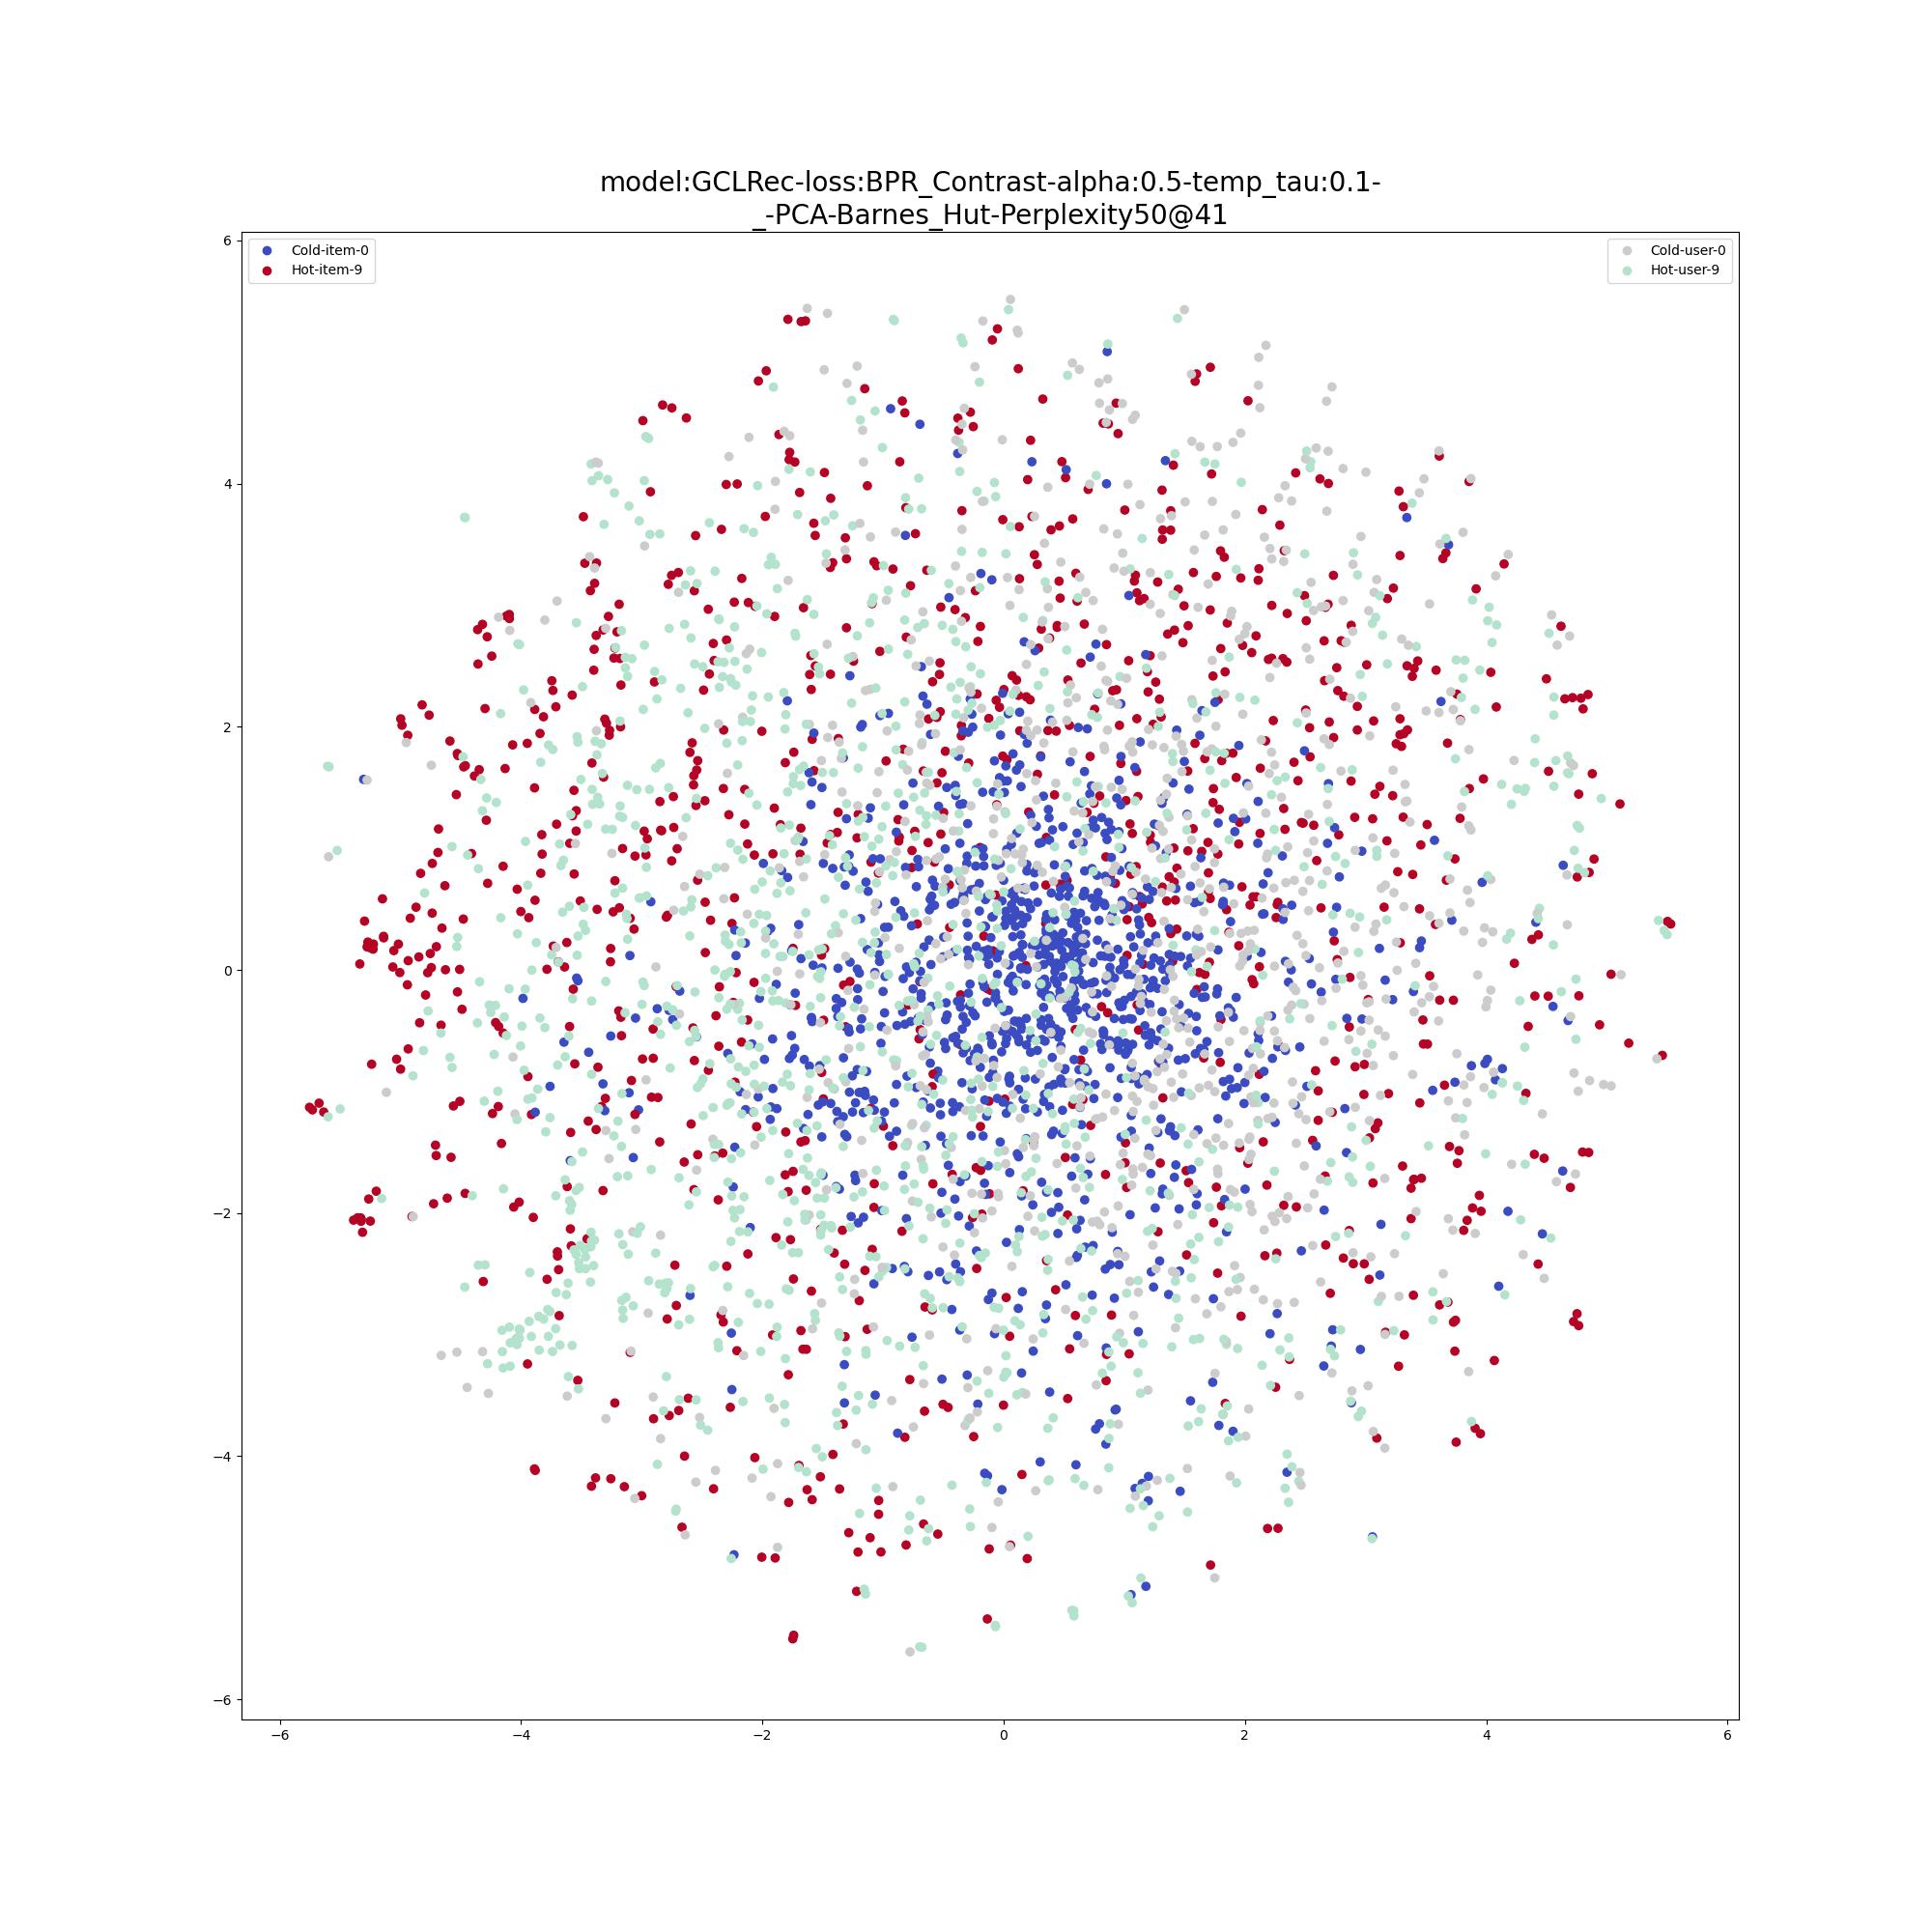 model:GCLRec-loss:BPR_Contrast-alpha:0.5-temp_tau:0.1-
_-PCA-Barnes_Hut-Perplexity50@41
Cold-item-0
Hot-item-9
Cold-user-0
Hot-user-9
6
4
2
0
−2
−4
−6
−6
−4
−2
0
2
4
6